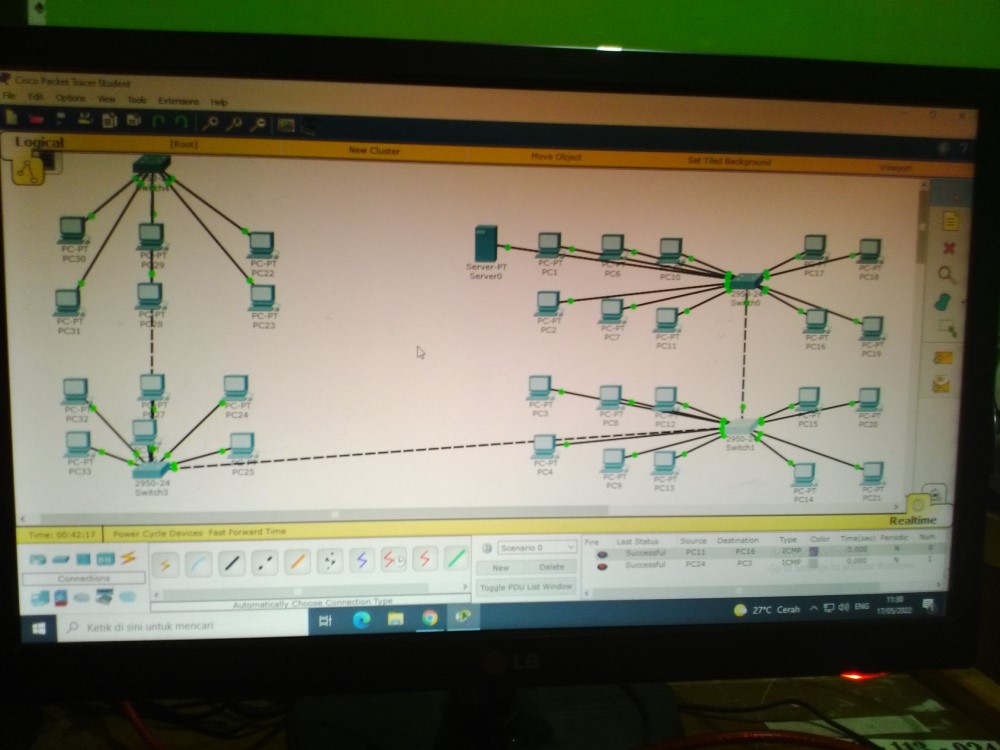 Cisco Packet Tracer Student
File Edit Options View Tools Extensions Help
Logical [Root] New Cluster Move Object Set Tiled Background Viewport
PC-PT
PC30
PC-PT
PC29
PC-PT
PC22
PC-PT
PC31
PC-PT
PC28
PC-PT
PC23
Server-PT
Server0
PC-PT
PC1
PC-PT
PC6
PC-PT
PC10
PC-PT
PC17
PC-PT
PC18
2950-24
Switch0
PC-PT
PC2
PC-PT
PC7
PC-PT
PC11
PC-PT
PC16
PC-PT
PC19
PC-PT
PC32
PC27
PC-PT
PC24
PC-PT
PC3
PC-PT
PC8
PC-PT
PC12
PC-PT
PC15
PC-PT
PC20
2950-24
Switch1
PC-PT
PC33
PC-PT
PC25
2950-24
Switch3
PC-PT
PC4
PC-PT
PC9
PC-PT
PC13
PC-PT
PC14
PC-PT
PC21
Realtime
Time: 00:42:17 Power Cycle Devices Fast Forward Time
Connections
Automatically Choose Connection Type
Scenario 0
New Delete
Toggle PDU List Window
Fire Last Status Source Destination Type Color Time(sec) Periodic Num
Successful PC11 PC16 ICMP 0.000 N 0
Successful PC24 PC3 ICMP 0.000 N 1
Ketik di sini untuk mencari
27°C Cerah
ENG
11:30
17/05/2022
LG